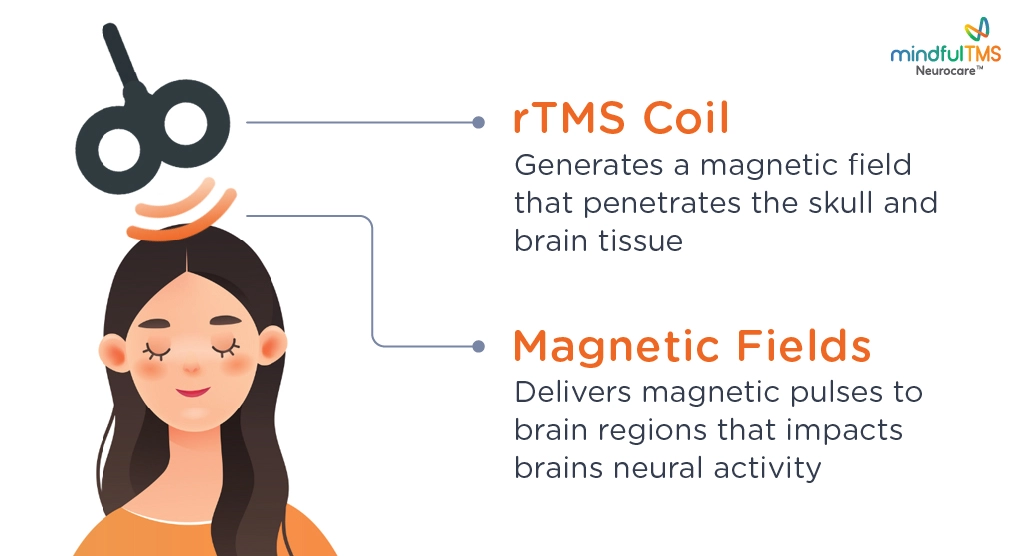 mindfulTMS
Neurocare™
rTMS Coil
Generates a magnetic field
that penetrates the skull and
brain tissue
Magnetic Fields
Delivers magnetic pulses to
brain regions that impacts
brains neural activity